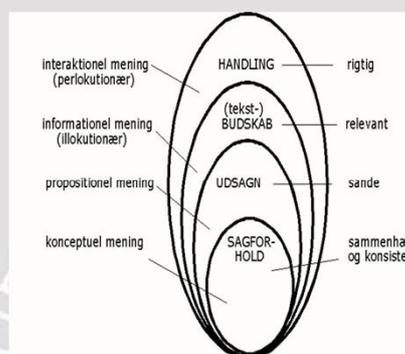 interaktionel mening HANDLING rigtig
(perlokutionær)
(tekst-)
informationel mening BUDSKAB relevant
(illokutionær)
propositionel mening UDSAGN sande
konceptuel mening SAGFOR- sammenhæ
HOLD og konsiste